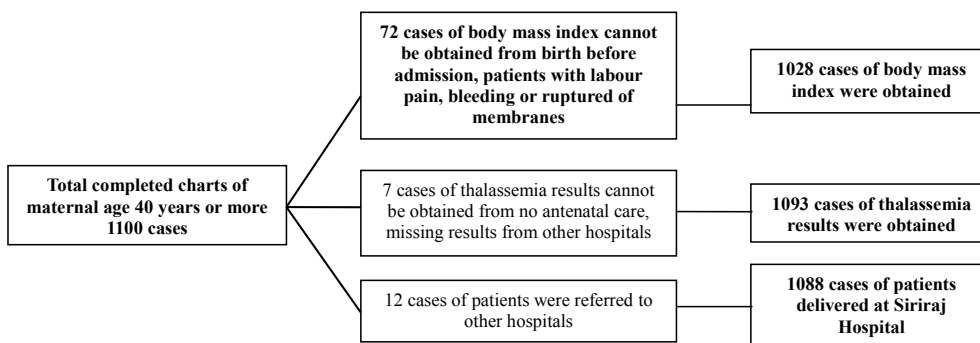 72 cases of body mass index cannot
be obtained from birth before
admission, patients with labour
pain, bleeding or ruptured of
membranes
1028 cases of body mass
index were obtained
Total completed charts of
maternal age 40 years or more
1100 cases
7 cases of thalassemia results cannot
be obtained from no antenatal care,
missing results from other hospitals
1093 cases of thalassemia
results were obtained
12 cases of patients were referred to
other hospitals
1088 cases of patients
delivered at Siriraj
Hospital